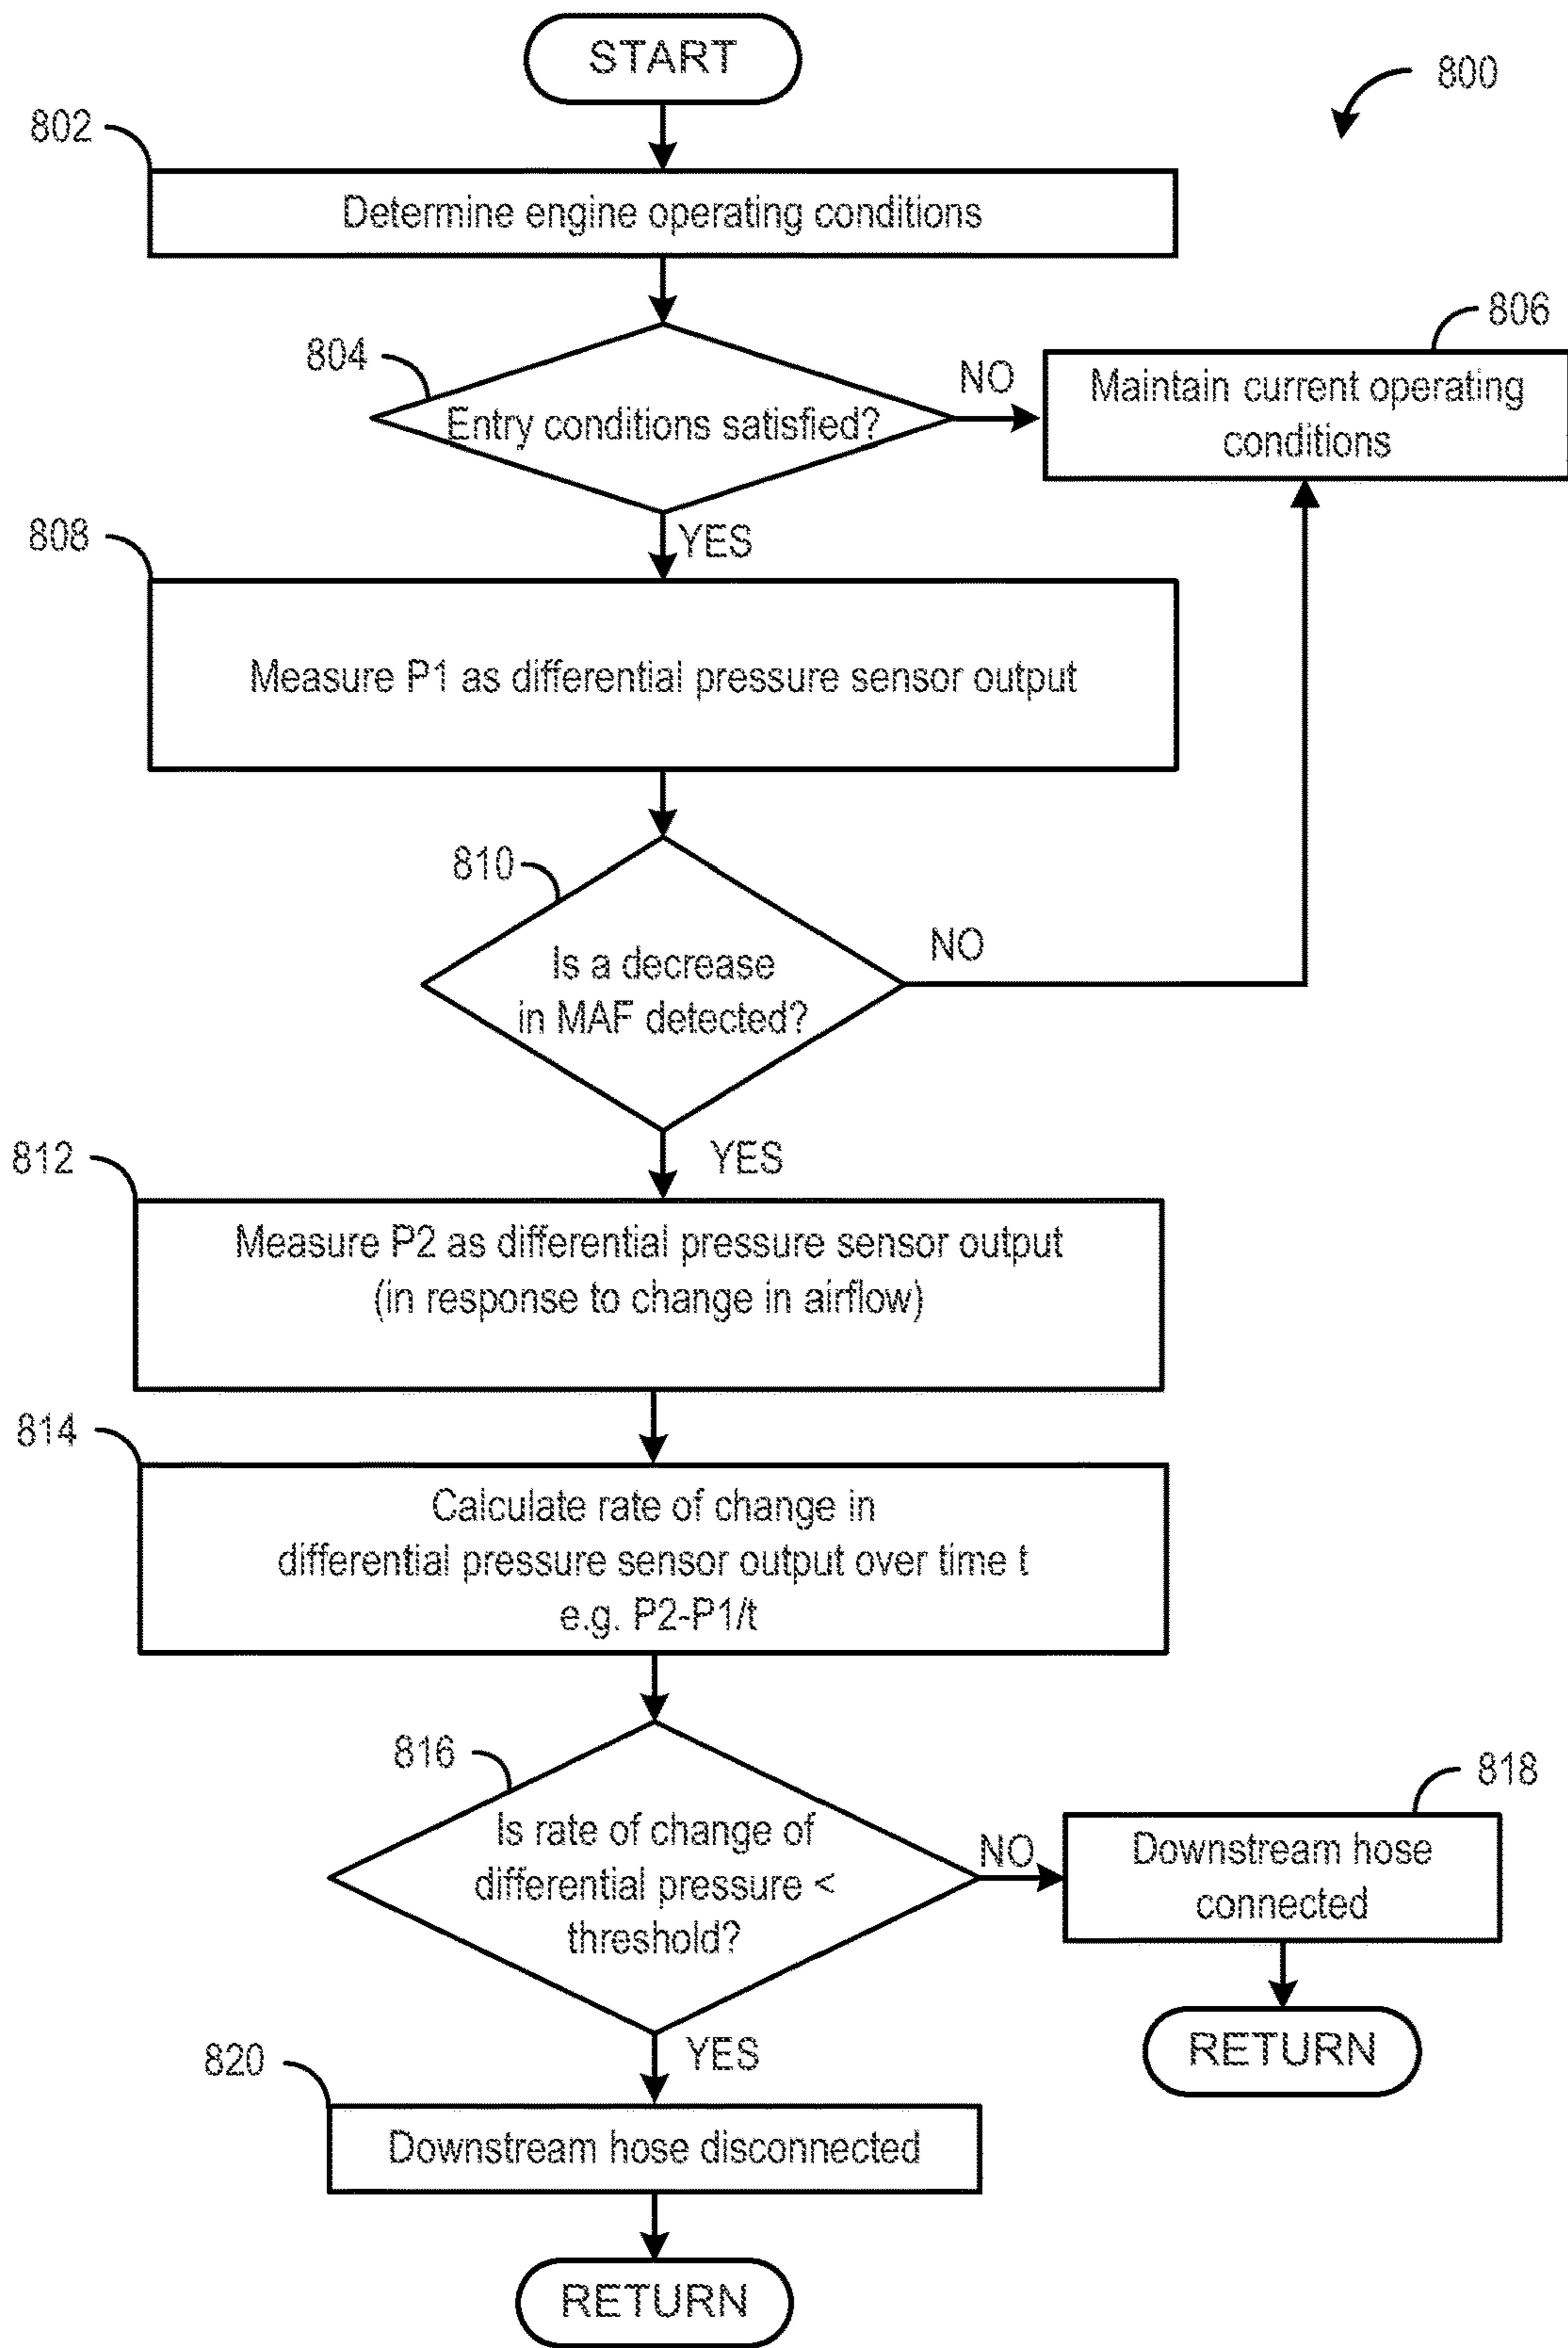 START
800
802
Determine engine operating conditions
804
Entry conditions satisfied?
NO
806
Maintain current operating
conditions
YES
808
Measure P1 as differential pressure sensor output
810
Is a decrease
in MAF detected?
NO
YES
812
Measure P2 as differential pressure sensor output
(in response to change in airflow)
814
Calculate rate of change in
differential pressure sensor output over time t
e.g. P2-P1/t
816
Is rate of change of
differential pressure <
threshold?
NO
818
Downstream hose
connected
RETURN
YES
820
Downstream hose disconnected
RETURN